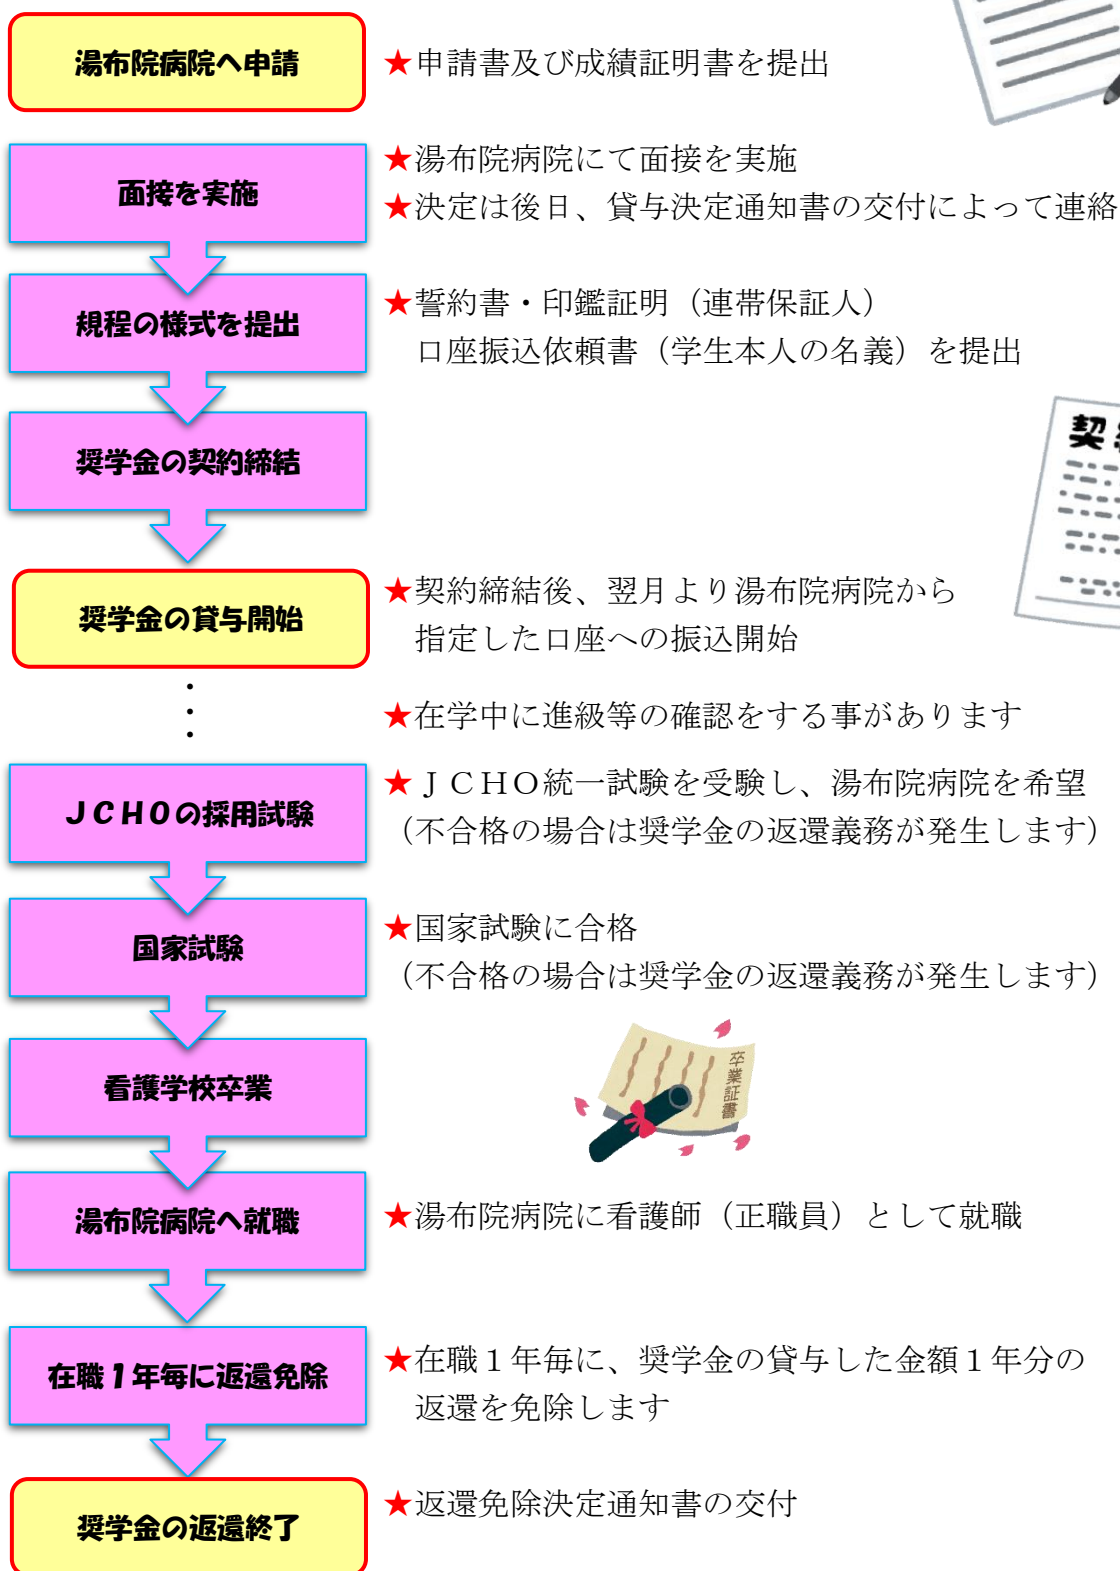 湯布院病院へ申請
★申請書及び成績証明書を提出
面接を実施
★湯布院病院にて面接を実施
★決定は後日、貸与決定通知書の交付によって連絡
規程の様式を提出
★誓約書・印鑑証明（連帯保証人）
口座振込依頼書（学生本人の名義）を提出
奨学金の契約締結
契
奨学金の貸与開始
★契約締結後、翌月より湯布院病院から
指定した口座への振込開始
・
・
・
★在学中に進級等の確認をする事があります
ＪＣＨＯの採用試験
★ＪＣＨＯ統一試験を受験し、湯布院病院を希望
（不合格の場合は奨学金の返還義務が発生します）
国家試験
★国家試験に合格
（不合格の場合は奨学金の返還義務が発生します）
卒業証書
看護学校卒業
湯布院病院へ就職
★湯布院病院に看護師（正職員）として就職
在職１年毎に返還免除
★在職１年毎に、奨学金の貸与した金額１年分の
返還を免除します
奨学金の返還終了
★返還免除決定通知書の交付